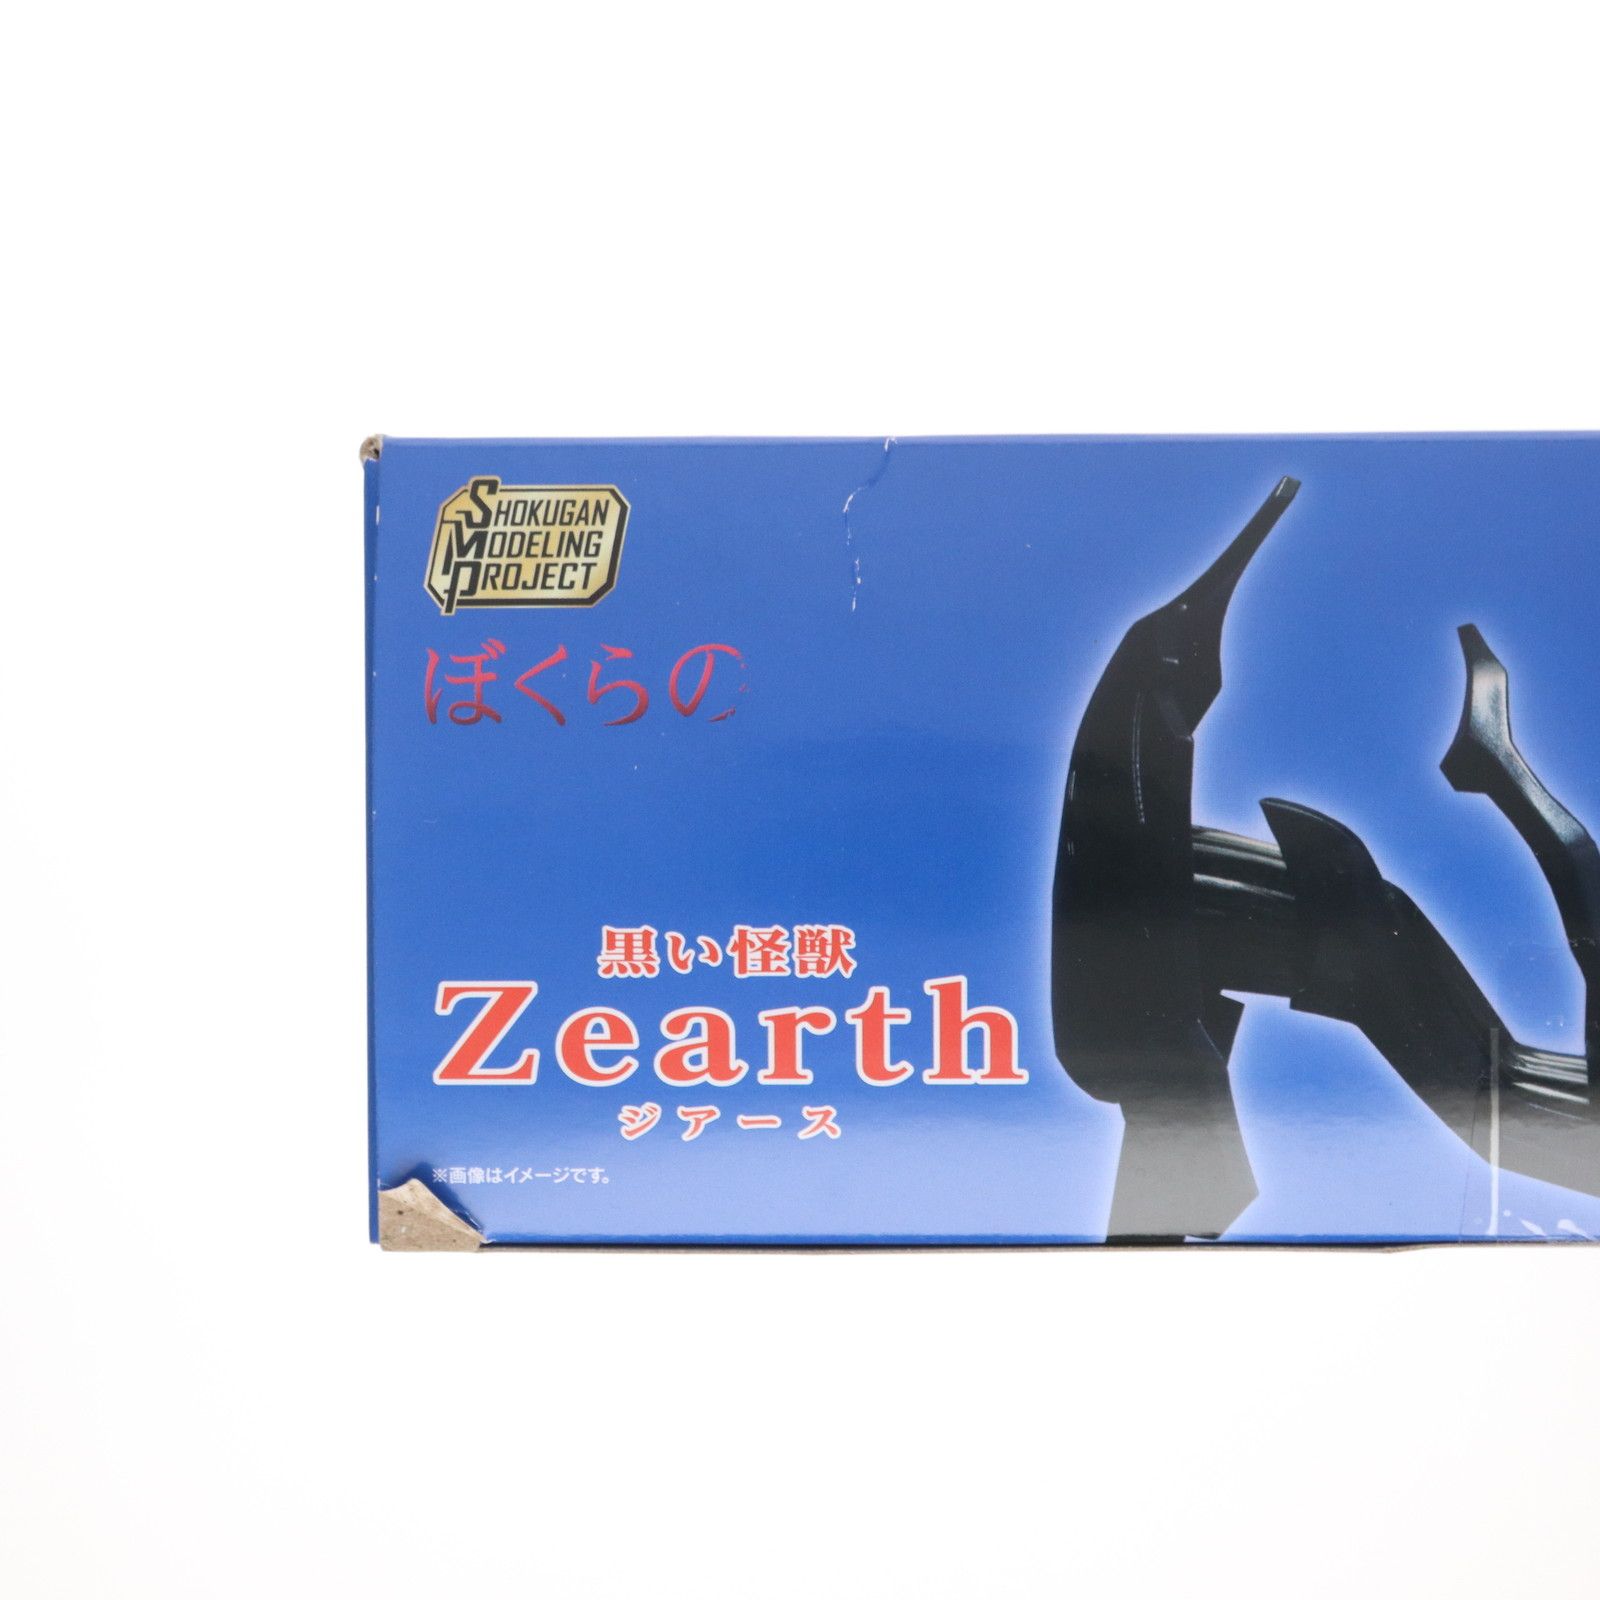 SHOKUGAN
MODELING
PROJECT
ぼくらの
黒い怪獣
Zearth
ジアース
※画像はイメージです。